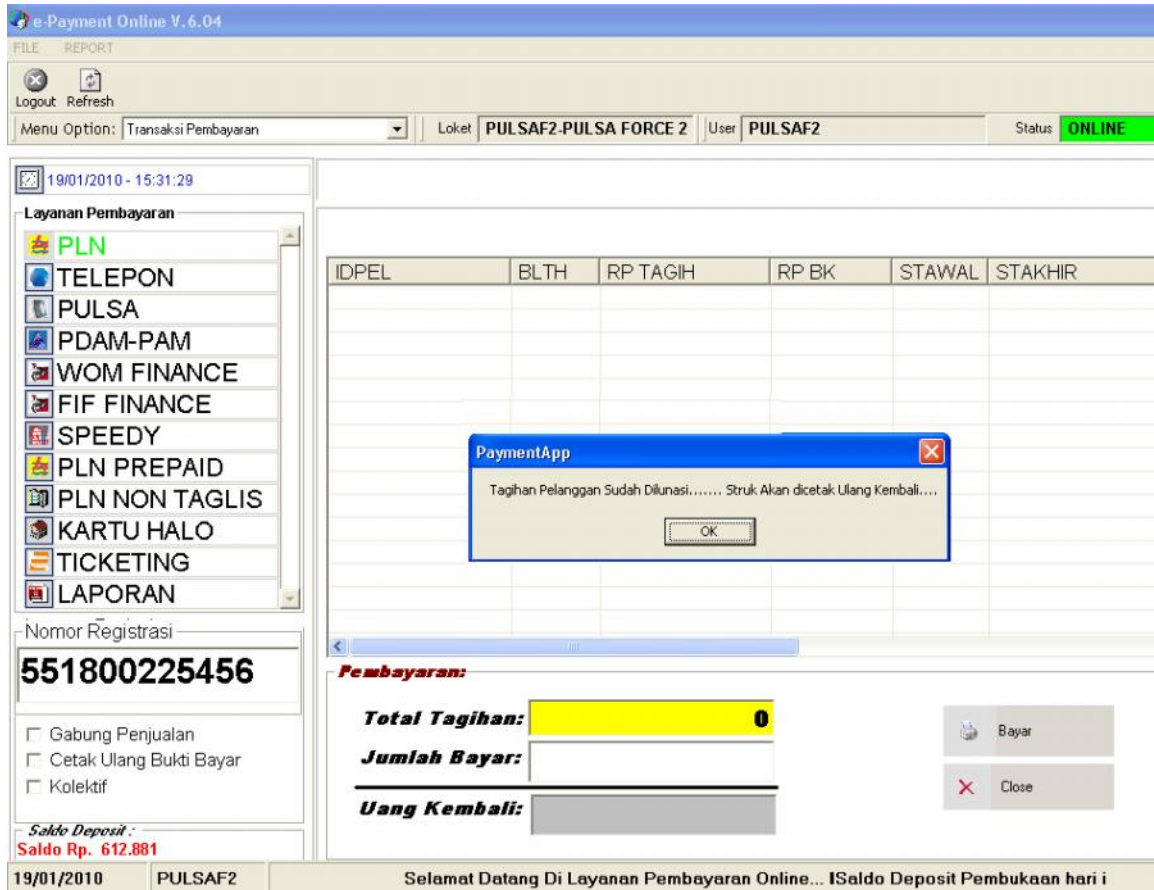 e-Payment Online V.6.04
FILE REPORT
Logout Refresh
Menu Option: Transaksi Pembayaran Loket PULSAF2-PULSA FORCE 2 User PULSAF2 Status ONLINE
19/01/2010 - 15:31:29
Layanan Pembayaran
PLN
TELEPON
PULSA
PDAM-PAM
WOM FINANCE
FIF FINANCE
SPEEDY
PLN PREPAID
PLN NON TAGLIS
KARTU HALO
TICKETING
LAPORAN
IDPEL BLTH RP TAGIH RP BK STAWAL STAKHIR
PaymentApp
Tagihan Pelanggan Sudah Dilunasi....... Struk Akan dicetak Ulang Kembali....
OK
Nomor Registrasi
551800225456
Gabung Penjualan
Cetak Ulang Bukti Bayar
Kolektif
Saldo Deposit :
Saldo Rp. 612.881
Pembayaran:
Total Tagihan: 0
Jumlah Bayar:
Uang Kembali:
Bayar
Close
19/01/2010 PULSAF2 Selamat Datang Di Layanan Pembayaran Online... !Saldo Deposit Pembukaan hari i